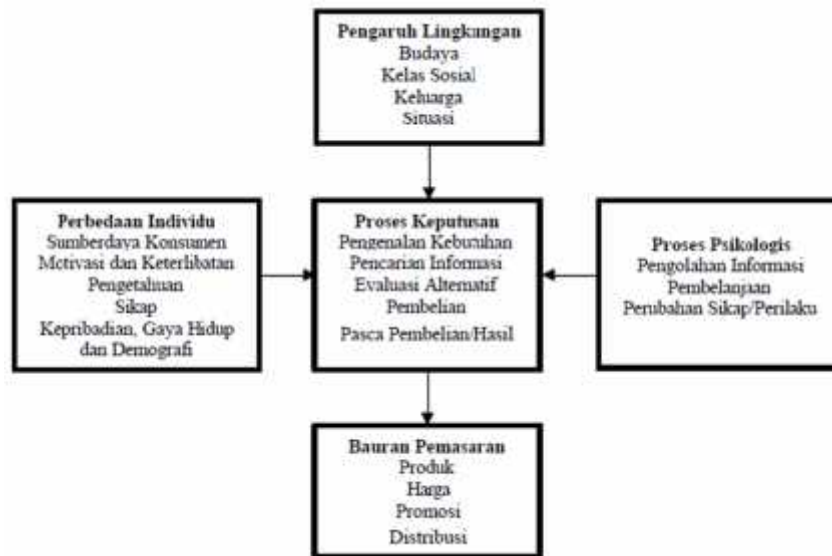 Pengaruh Lingkungan
Budaya
Kelas Sosial
Keluarga
Situasi
Perbedaan Individu
Sumberdaya Konsumen
Motivasi dan Keterlibatan
Pengetahuan
Sikap
Kepribadian, Gaya Hidup
dan Demografi
Proses Keputusan
Pengenalan Kebutuhan
Pencarian Informasi
Evaluasi Alternatif
Pembelian
Pasca Pembelian/Hasil
Proses Psikologis
Pengolahan Informasi
Pembelanjaan
Perubahan Sikap/Perilaku
Bauran Pemasaran
Produk
Harga
Promosi
Distribusi